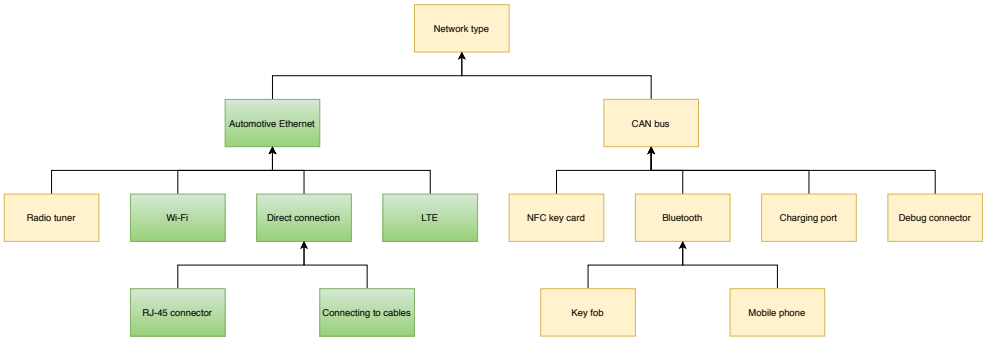 Network type
Automotive Ethernet
CAN bus
Radio tuner
Wi-Fi
Direct connection
LTE
NFC key card
Bluetooth
Charging port
Debug connector
RJ-45 connector
Connecting to cables
Key fob
Mobile phone